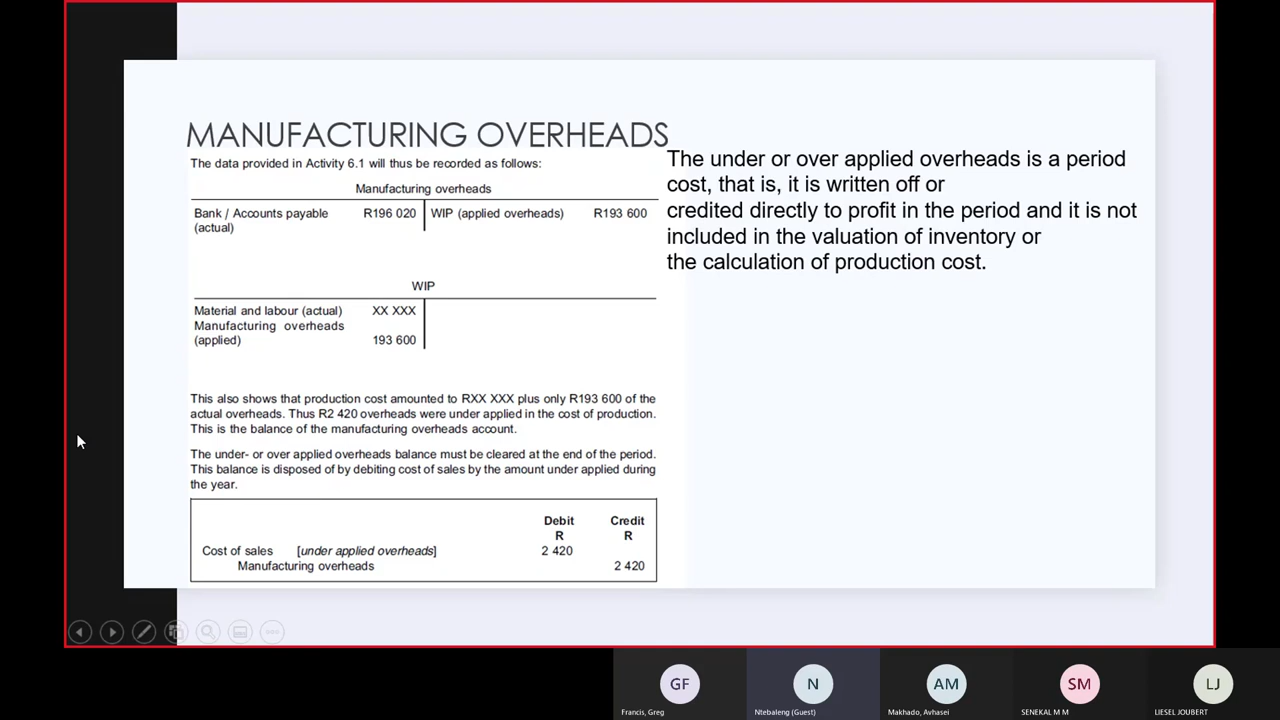 MANUFACTURING OVERHEADS
The data provided in Activity 6.1 will thus be recorded as follows:
Manufacturing overheads
Bank / Accounts payable R196 020 WIP (applied overheads) R193 600
(actual)
WIP
Material and labour (actual) XX XXX
Manufacturing overheads
(applied) 193 600
This also shows that production cost amounted to RXX XXX plus only R193 600 of the
actual overheads. Thus R2 420 overheads were under applied in the cost of production.
This is the balance of the manufacturing overheads account.
The under- or over applied overheads balance must be cleared at the end of the period.
This balance is disposed of by debiting cost of sales by the amount under applied during
the year.
Debit Credit
R R
Cost of sales [under applied overheads] 2 420
Manufacturing overheads 2 420
The under or over applied overheads is a period
cost, that is, it is written off or
credited directly to profit in the period and it is not
included in the valuation of inventory or
the calculation of production cost.
GF N AM SM LJ
Francis, Greg Ntebaleng (Guest) Makhado, Avhasei SENEKAL M M LIESEL JOUBERT